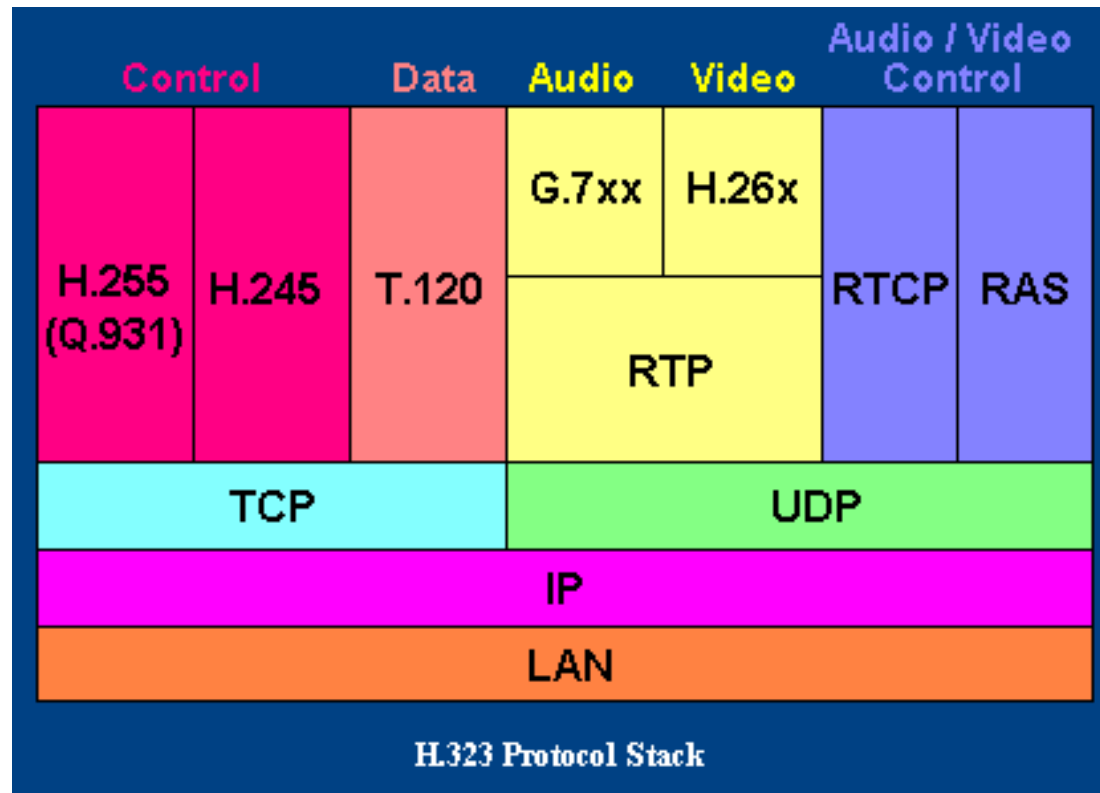 Control
Data
Audio
Video
Audio / Video
Control
G.7xx
H.26x
H.255
(Q.931)
H.245
T.120
RTP
RTCP
RAS
TCP
UDP
IP
LAN
H.323 Protocol Stack